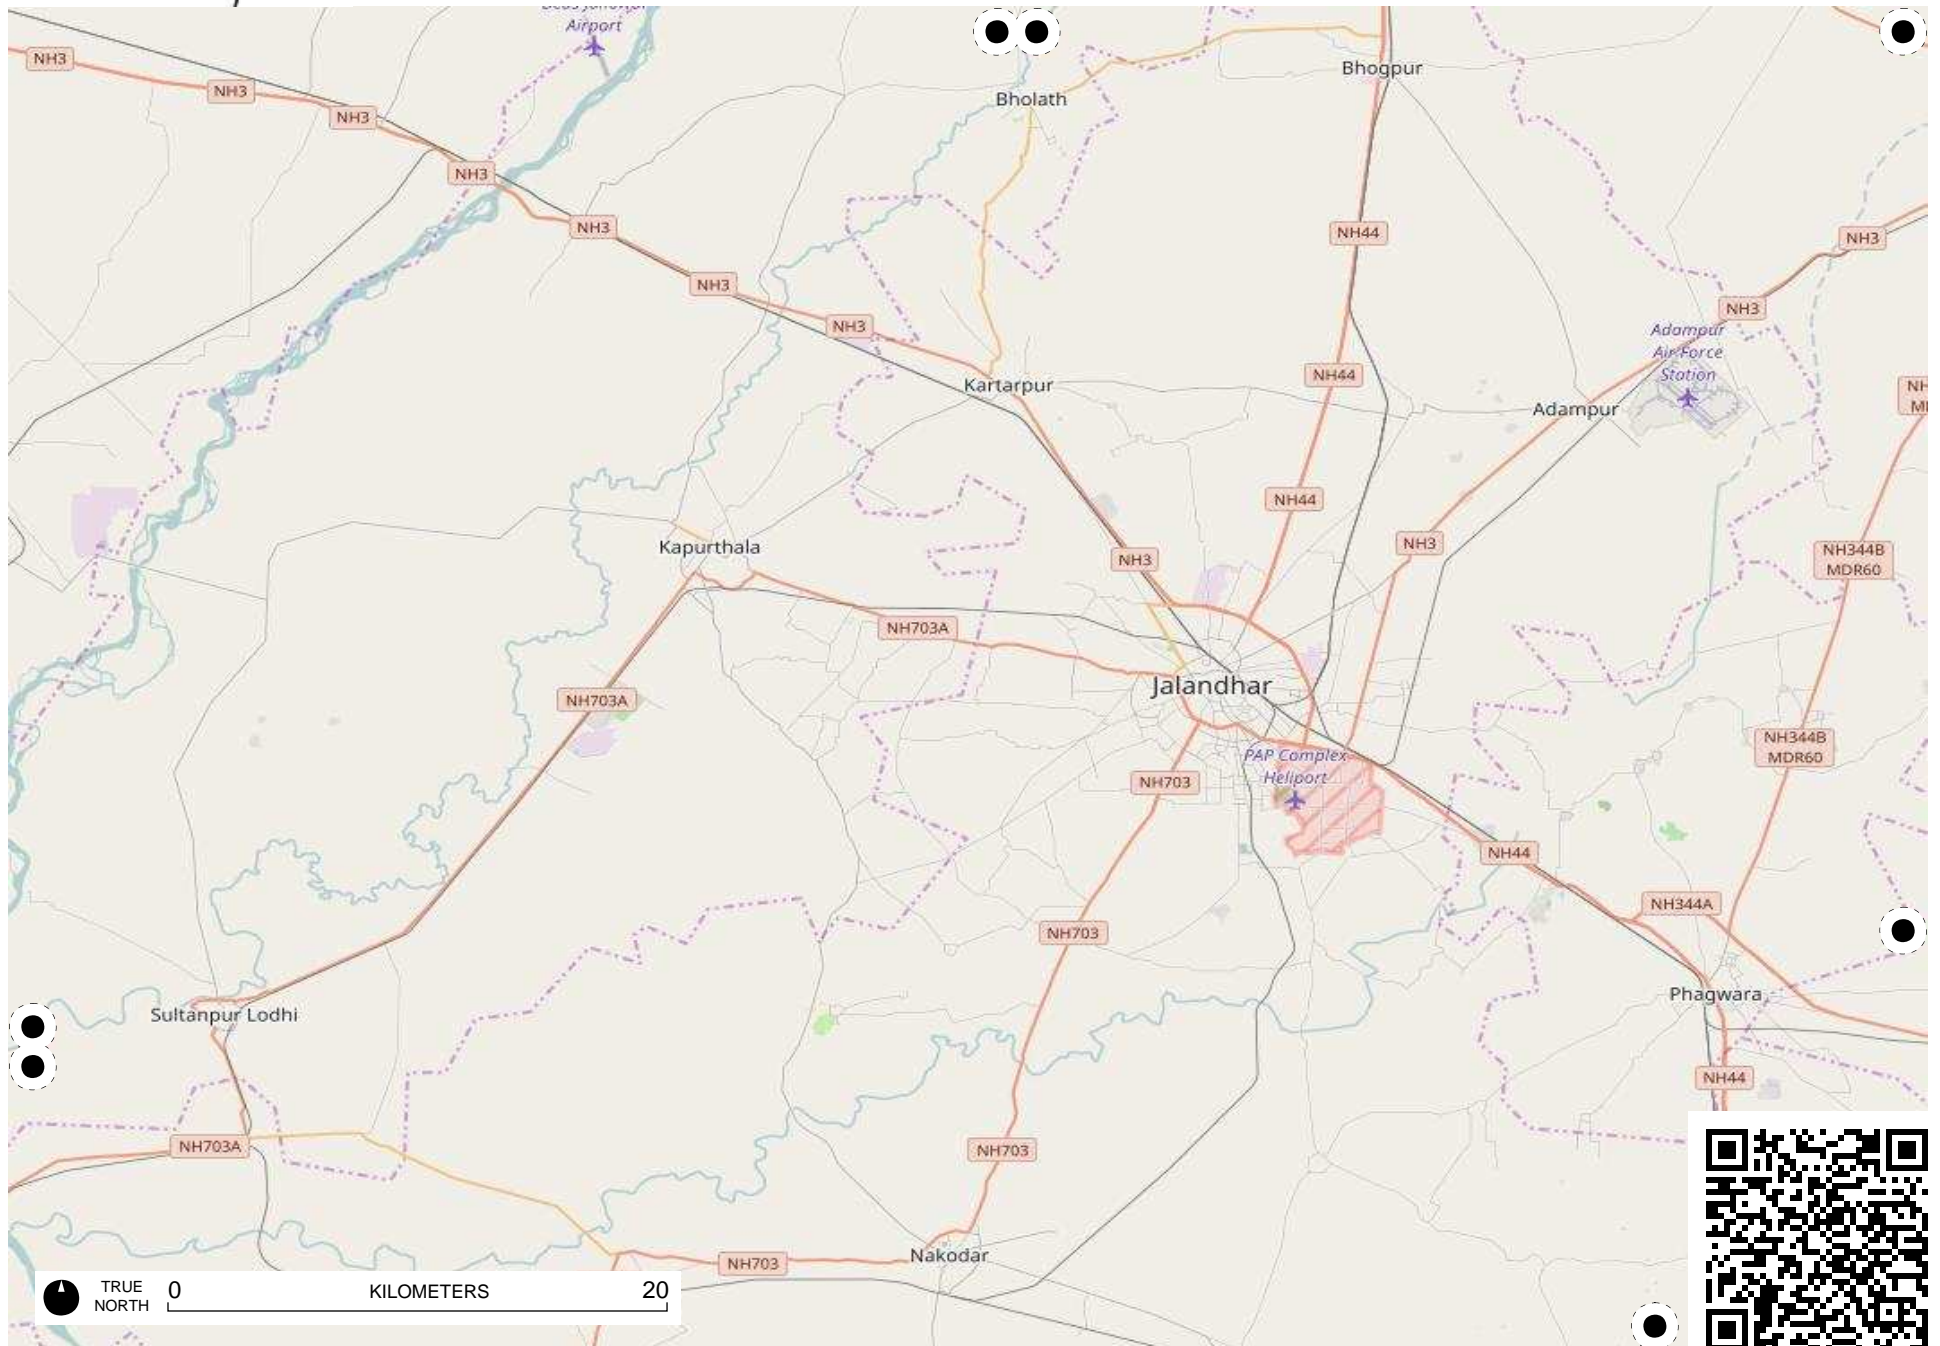 Airport
NH3
NH3
NH3
NH3
NH3
NH3
NH3
Bholath
Bhogpur
NH44
NH3
NH3
Adampur
Air Force
Station
NH44
Kartarpur
Adampur
NH44
Kapurthala
NH3
NH3
NH344B
MDR60
NH703A
Jalandhar
NH703A
PAP Complex
Heliport
NH703
NH344B
MDR60
NH44
NH344A
NH703
Phagwara
Sultanpur Lodhi
NH44
NH703A
NH703
Nakodar
NH703
TRUE
NORTH
0 KILOMETERS 20